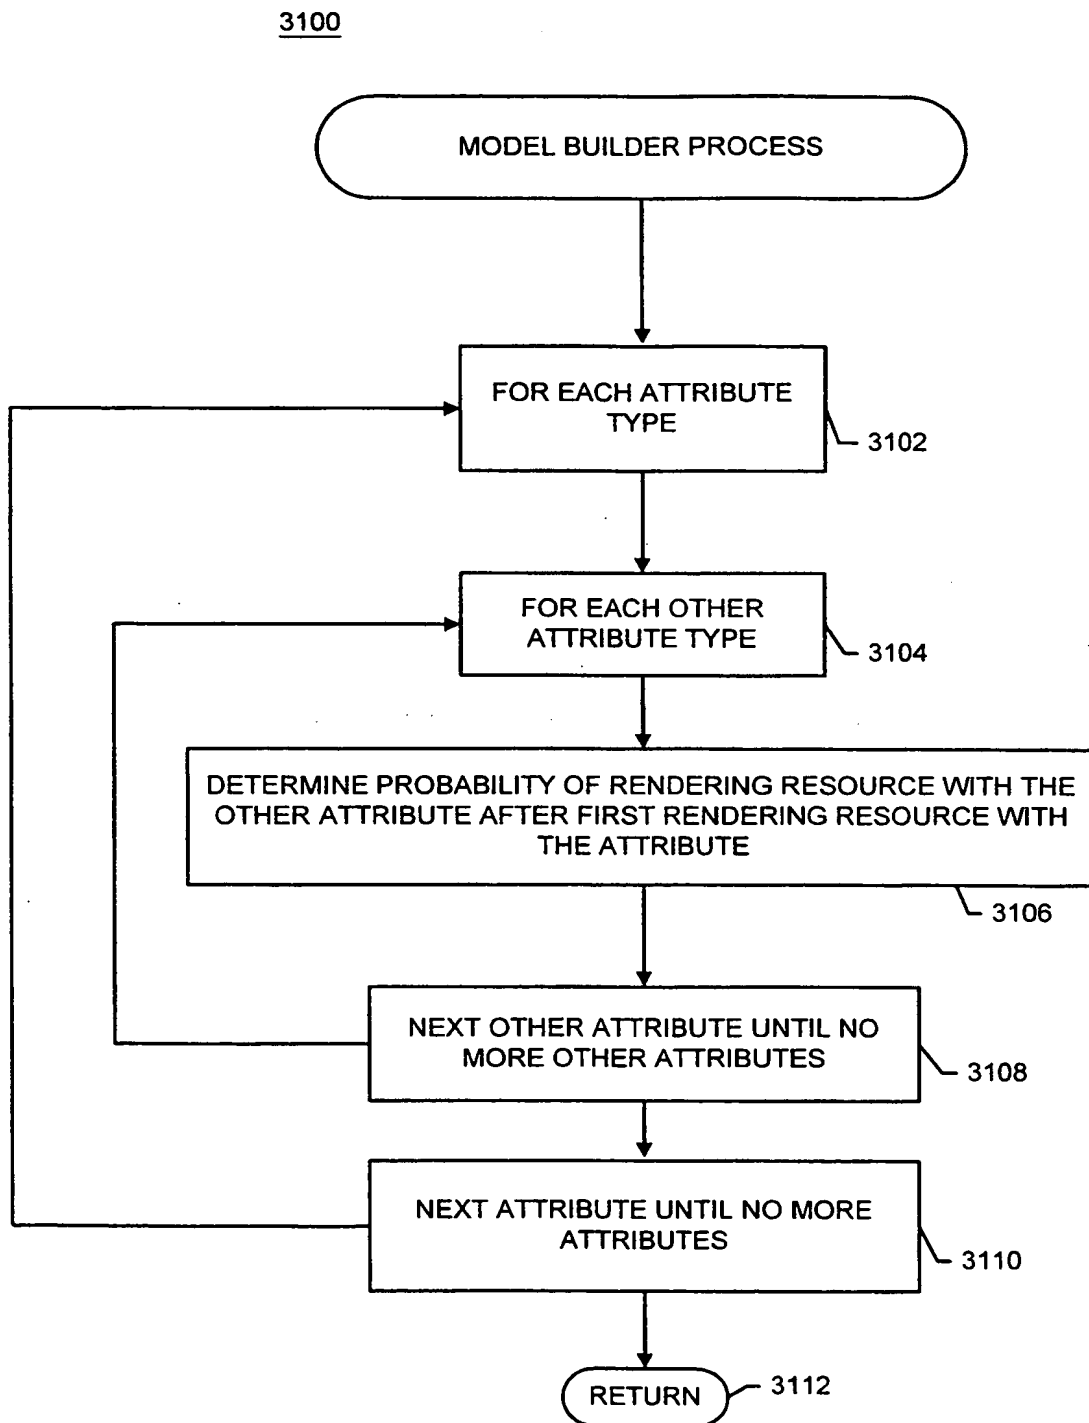 3100
MODEL BUILDER PROCESS
FOR EACH ATTRIBUTE
TYPE
3102
FOR EACH OTHER
ATTRIBUTE TYPE
3104
DETERMINE PROBABILITY OF RENDERING RESOURCE WITH THE
OTHER ATTRIBUTE AFTER FIRST RENDERING RESOURCE WITH
THE ATTRIBUTE
3106
NEXT OTHER ATTRIBUTE UNTIL NO
MORE OTHER ATTRIBUTES
3108
NEXT ATTRIBUTE UNTIL NO MORE
ATTRIBUTES
3110
RETURN
3112